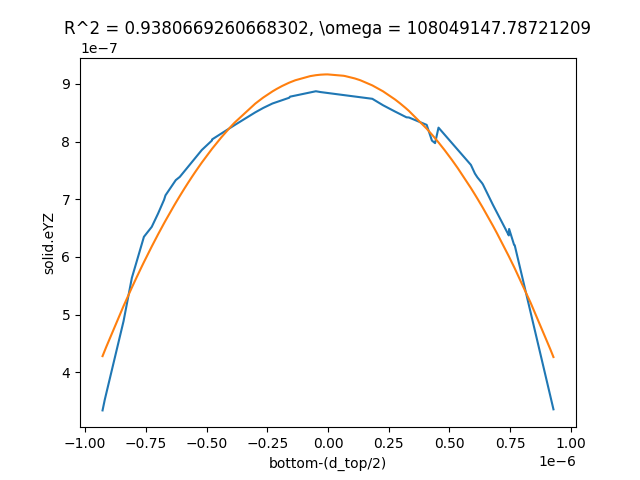 R^2 = 0.9380669260668302, \omega = 108049147.78721209
1e−7
9
8
7
6
5
4
solid.eYZ
−1.00 −0.75 −0.50 −0.25 0.00 0.25 0.50 0.75 1.00
1e−6
bottom-(d_top/2)